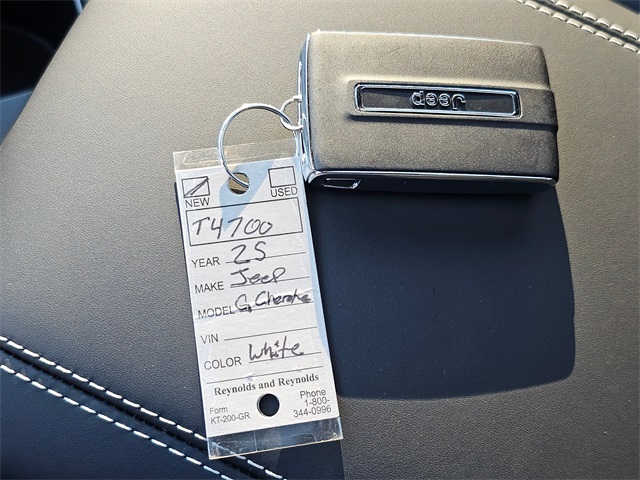 Jeep
NEW USED
T4700
YEAR 25
MAKE Jeep
MODEL G. Cherokee
VIN
COLOR White
Reynolds and Reynolds
Form
KT-200-GR
Phone
1-800-
344-0996